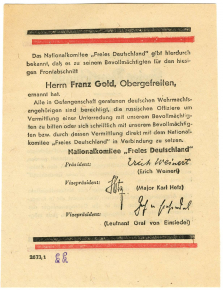 Das Nationalkomitee „Freies Deutschland" gibt hierdurch
bekannt, daß es zu seinem Bevollmächtigten für den hiesigen
Frontabschnitt
Herrn Franz Gold, Obergefreiten,
ernannt hat.
Alle in Gefangenschaft geratenen deutschen Wehrmachts-
angehörigen sind berechtigt, die russischen Offiziere um
Vermittlung einer Unterredung mit unserem Bevollmächtig-
ten zu bitten oder sich schriftlich mit unserem Bevollmächtig-
ten bzw. durch dessen Vermittlung direkt mit dem National-
komitee „Freies Deutschland" in Verbindung zu setzen.
Nationalkomitee „Freies Deutschland"
Präsident: Erich Weinert
(Erich Weinert)
Vizepräsident: Hetz
(Major Karl Hetz)
Vizepräsident:
(Leutnant Graf von Einsiedel)
2673,1